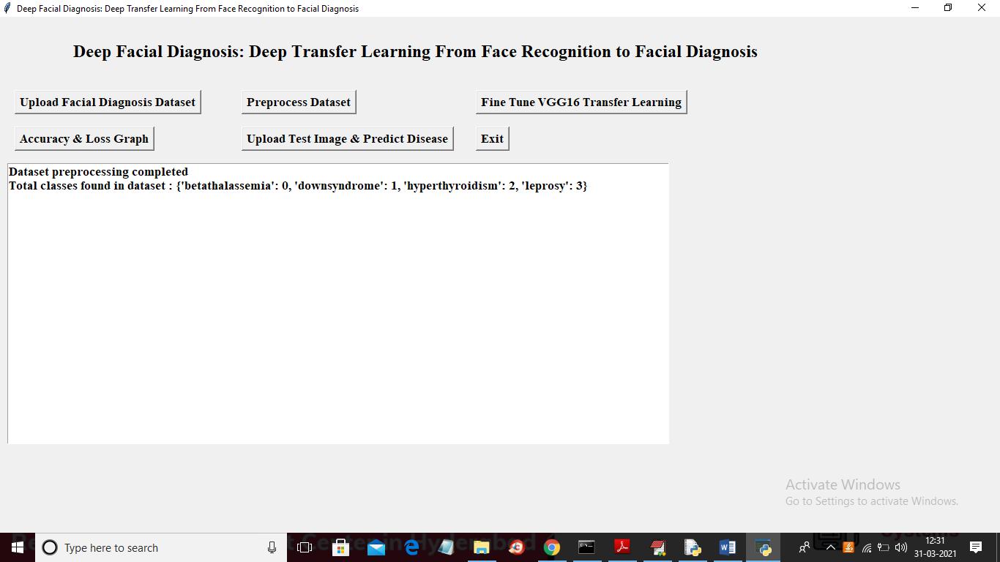 Deep Facial Diagnosis: Deep Transfer Learning From Face Recognition to Facial Diagnosis
Deep Facial Diagnosis: Deep Transfer Learning From Face Recognition to Facial Diagnosis
Upload Facial Diagnosis Dataset
Preprocess Dataset
Fine Tune VGG16 Transfer Learning
Accuracy & Loss Graph
Upload Test Image & Predict Disease
Exit
Dataset preprocessing completed
Total classes found in dataset : {'betathalassemia': 0, 'downsyndrome': 1, 'hyperthyroidism': 2, 'leprosy': 3}
Activate Windows
Go to Settings to activate Windows.
Type here to search
12:31
31-03-2021